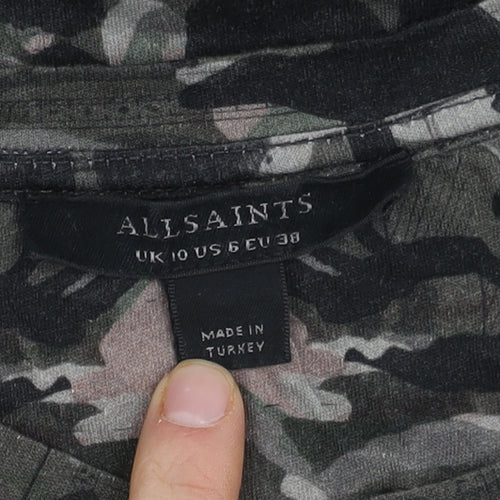 ALLSAINTS
UK 10 US 6 EU 38
MADE IN
TURKEY